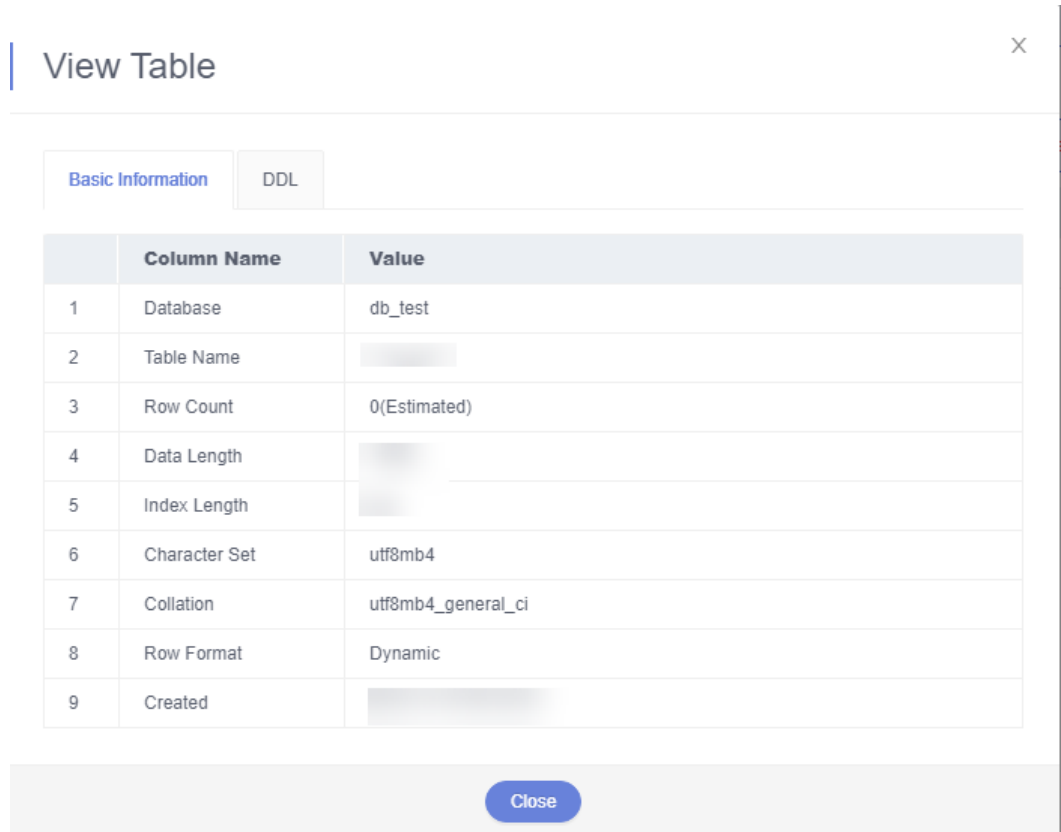 View Table
X
Basic Information DDL
Column Name Value
1 Database db_test
2 Table Name
3 Row Count 0(Estimated)
4 Data Length
5 Index Length
6 Character Set utf8mb4
7 Collation utf8mb4_general_ci
8 Row Format Dynamic
9 Created
Close